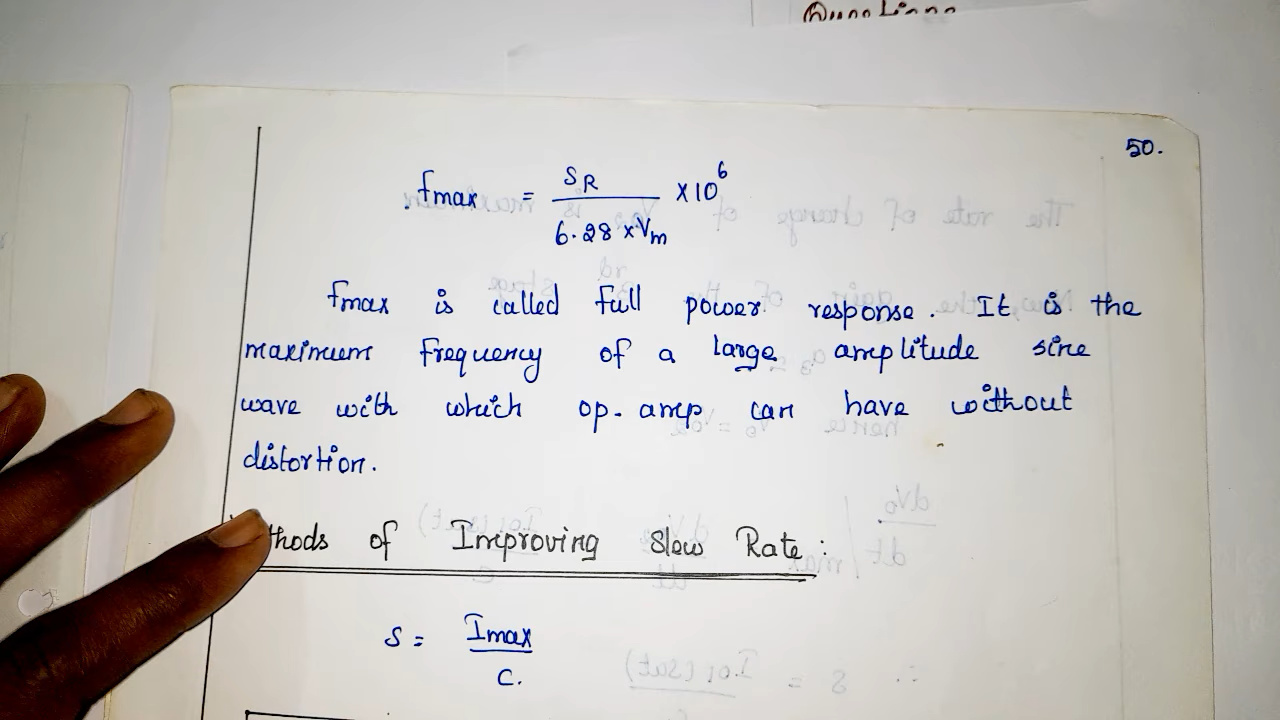 Questions
50.
fmax = SR / 6.28 × Vm × 10^6
fmax is called full power response. It is the
maximum frequency of a large amplitude sine
wave with which op-amp can have without
distortion.
of Improving Slew Rate:
S = Imax / C.